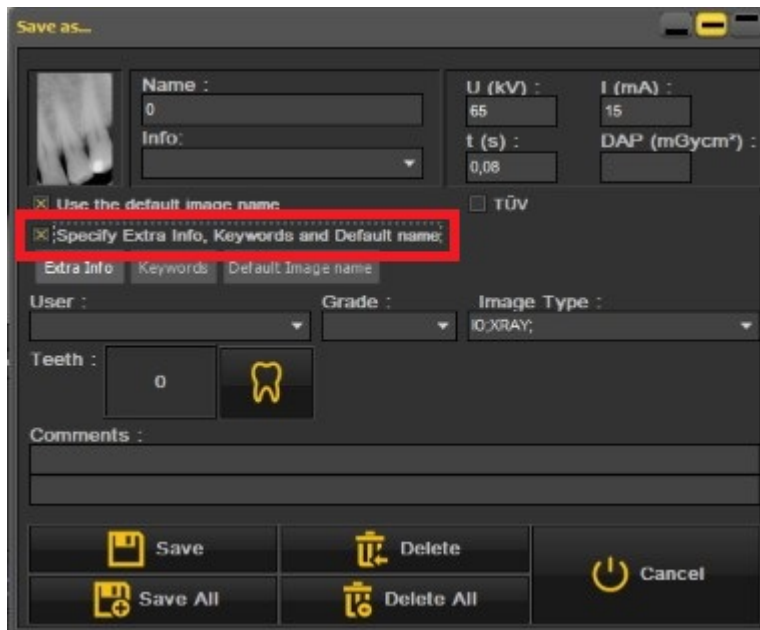 Save as...
Name : U (kV) : I (mA) :
0 65 15
Info: t (s) : DAP (mGycm²) :
0,08
Use the default image name TÜV
Specify Extra Info, Keywords and Default name;
Extra Info Keywords Default Image name
User : Grade : Image Type :
IO;XRAY;
Teeth :
0
Comments :
Save Delete
Cancel
Save All Delete All